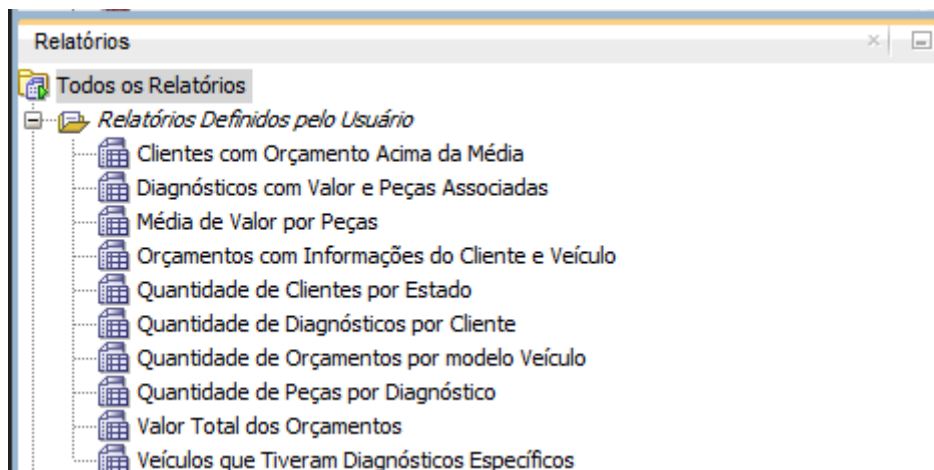 Relatórios
Todos os Relatórios
Relatórios Definidos pelo Usuário
Clientes com Orçamento Acima da Média
Diagnósticos com Valor e Peças Associadas
Média de Valor por Peças
Orçamentos com Informações do Cliente e Veículo
Quantidade de Clientes por Estado
Quantidade de Diagnósticos por Cliente
Quantidade de Orçamentos por modelo Veículo
Quantidade de Peças por Diagnóstico
Valor Total dos Orçamentos
Veículos que Tiveram Diagnósticos Específicos